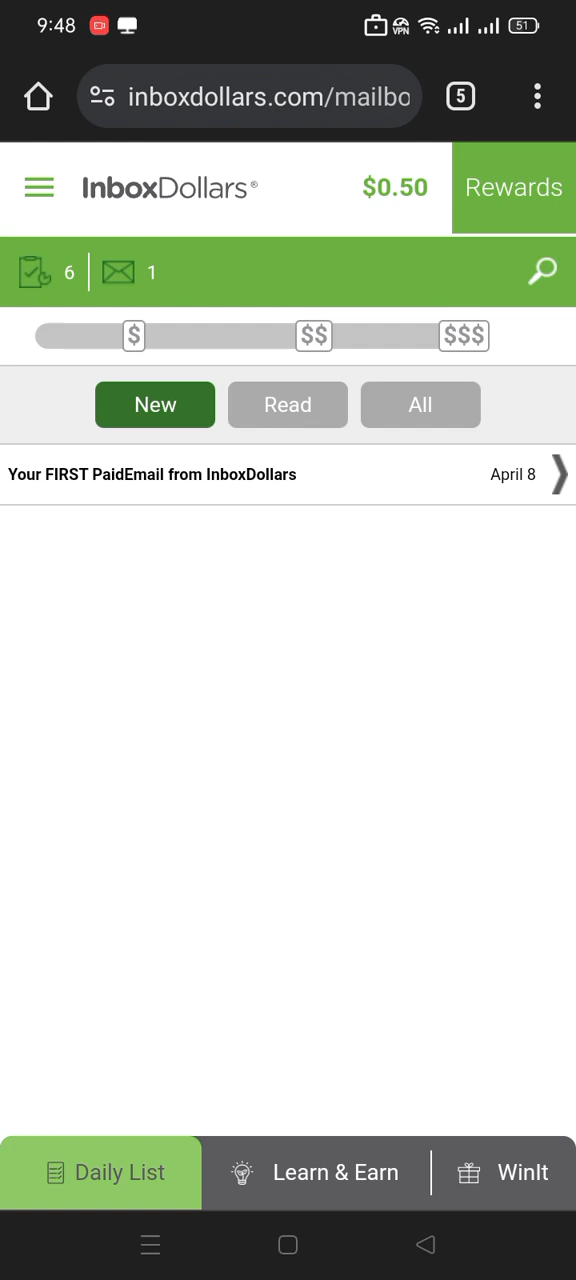 9:48 VPN 51
inboxdollars.com/mailbo 5
InboxDollars® $0.50 Rewards
6 1
$ $$ $$$
New Read All
Your FIRST PaidEmail from InboxDollars April 8
Daily List Learn & Earn WinIt